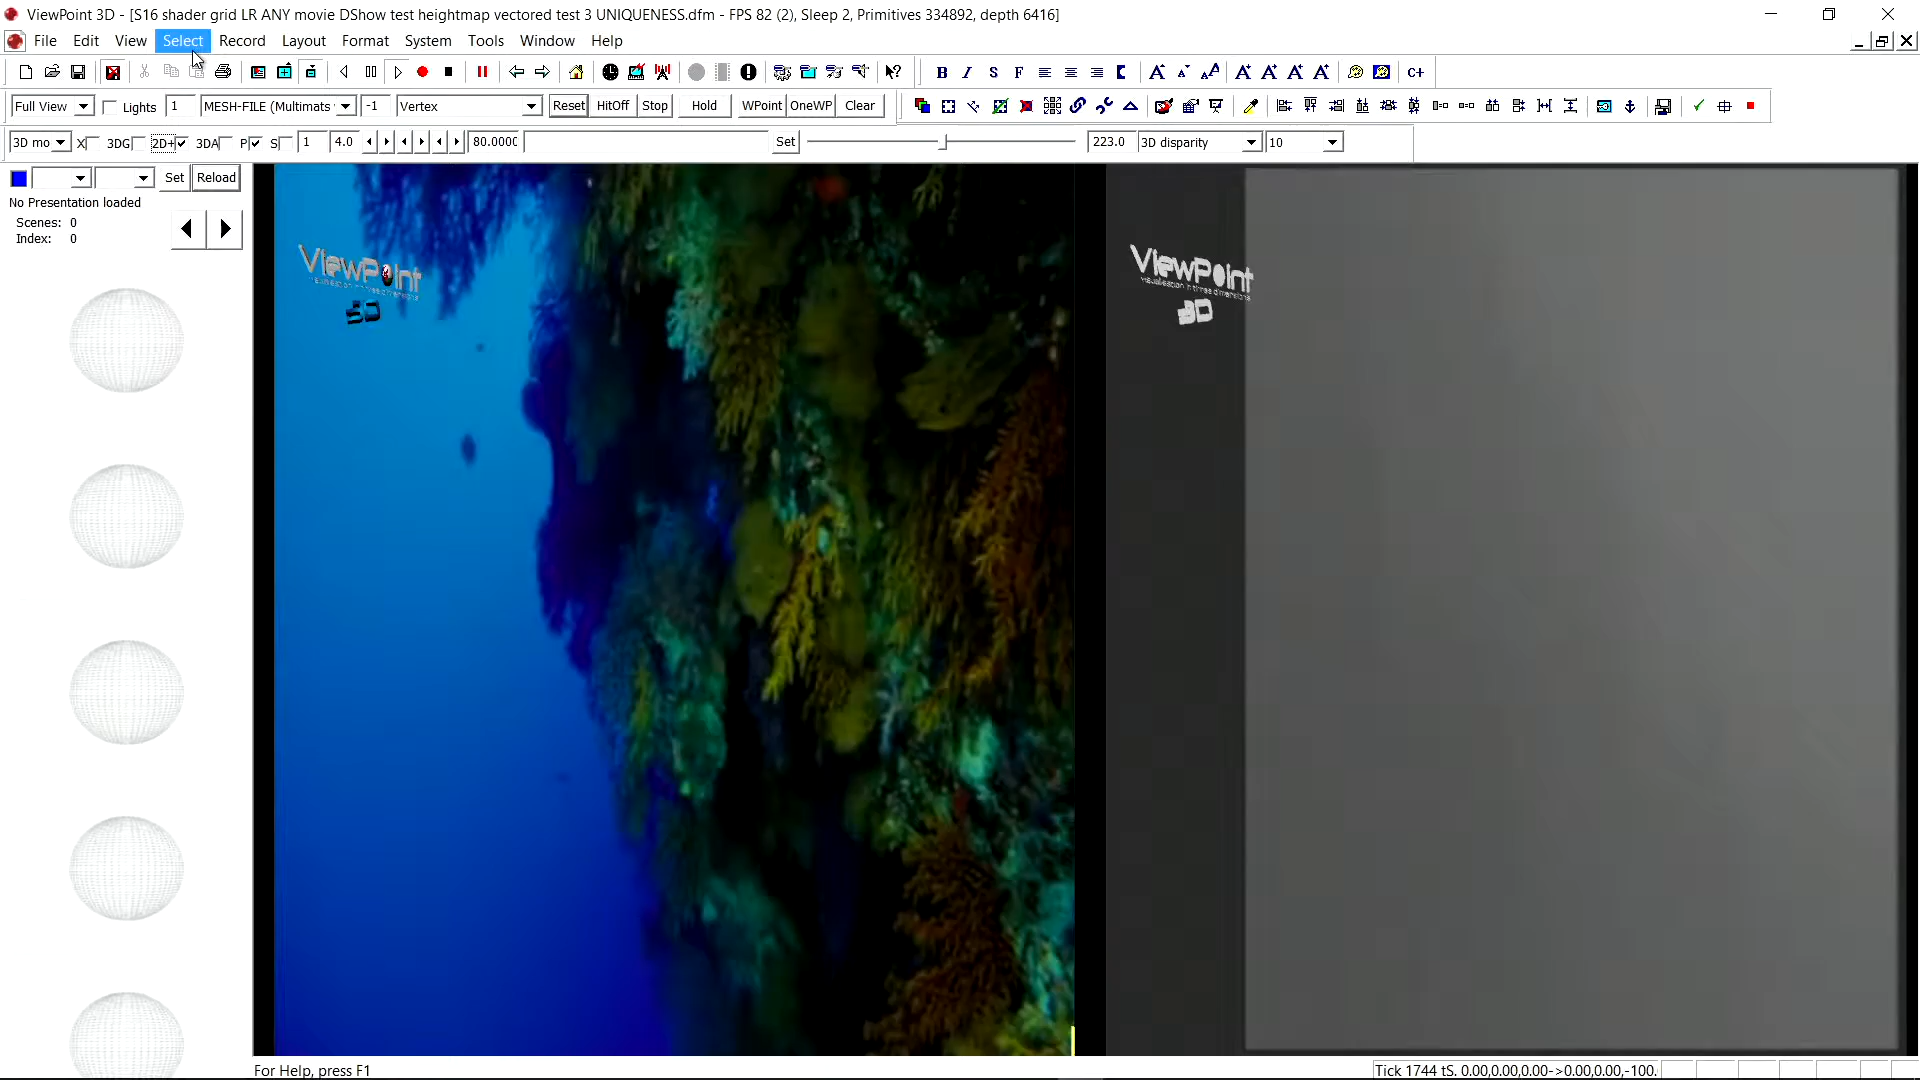 ViewPoint 3D - [S16 shader grid LR ANY movie DShow test heightmap vectored test 3 UNIQUENESS.dfm - FPS 82 (2), Sleep 2, Primitives 334892, depth 6416]
File Edit View Select Record Layout Format System Tools Window Help
B I S F
C+
Full View Lights 1 MESH-FILE (Multimats -1 Vertex Reset HitOff Stop Hold WPoint OneWP Clear
3D mo X 3DG 2D+ 3DA P S 1 4.0 80.0000 Set 223.0 3D disparity 10
Set Reload
No Presentation loaded
Scenes: 0
Index: 0
ViewPoint
3D
ViewPoint
Visualisation in three dimensions
3D
For Help, press F1
Tick 1744 tS. 0.00,0.00,0.00->0.00,0.00,-100.